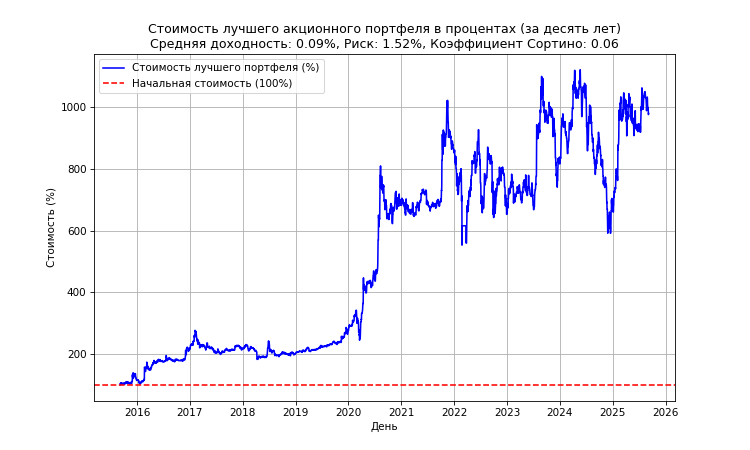 Стоимость лучшего акционного портфеля в процентах (за десять лет)
Средняя доходность: 0.09%, Риск: 1.52%, Коэффициент Сортино: 0.06
Стоимость лучшего портфеля (%)
Начальная стоимость (100%)
Стоимость (%)
1000
800
600
400
200
2016 2017 2018 2019 2020 2021 2022 2023 2024 2025 2026
День